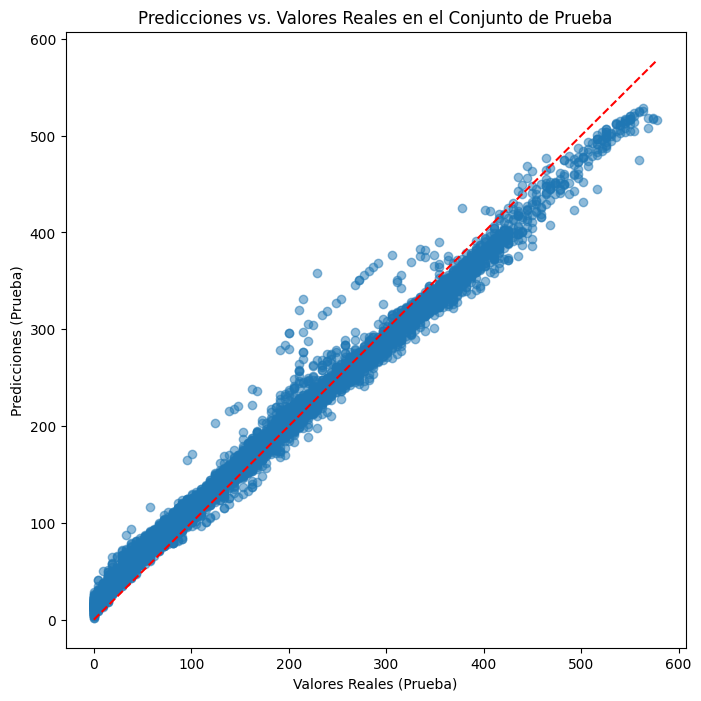 Predicciones vs. Valores Reales en el Conjunto de Prueba
Predicciones (Prueba)
600
500
400
300
200
100
0
0 100 200 300 400 500 600
Valores Reales (Prueba)